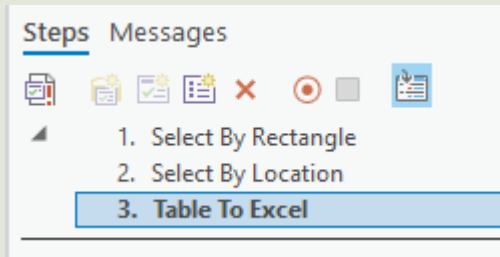 Steps Messages
1. Select By Rectangle
2. Select By Location
3. Table To Excel